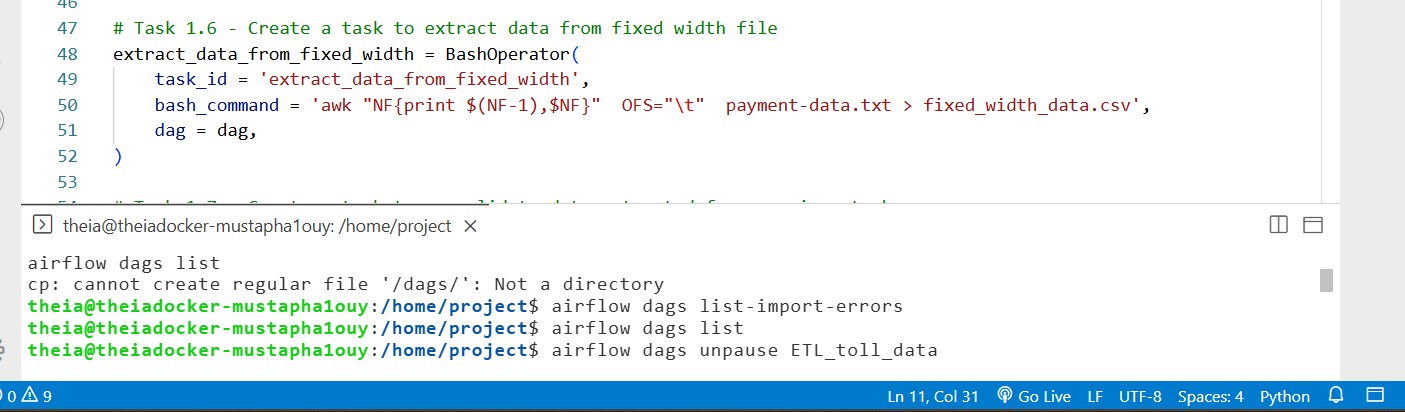 46
47 # Task 1.6 - Create a task to extract data from fixed width file
48 extract_data_from_fixed_width = BashOperator(
49     task_id = 'extract_data_from_fixed_width',
50     bash_command = 'awk "NF{print $(NF-1),$NF}"  OFS="\t"  payment-data.txt > fixed_width_data.csv',
51     dag = dag,
52 )
53
theia@theiadocker-mustapha1ouy: /home/project ×
airflow dags list
cp: cannot create regular file '/dags/': Not a directory
theia@theiadocker-mustapha1ouy:/home/project$ airflow dags list-import-errors
theia@theiadocker-mustapha1ouy:/home/project$ airflow dags list
theia@theiadocker-mustapha1ouy:/home/project$ airflow dags unpause ETL_toll_data
0 9 Ln 11, Col 31 Go Live LF UTF-8 Spaces: 4 Python